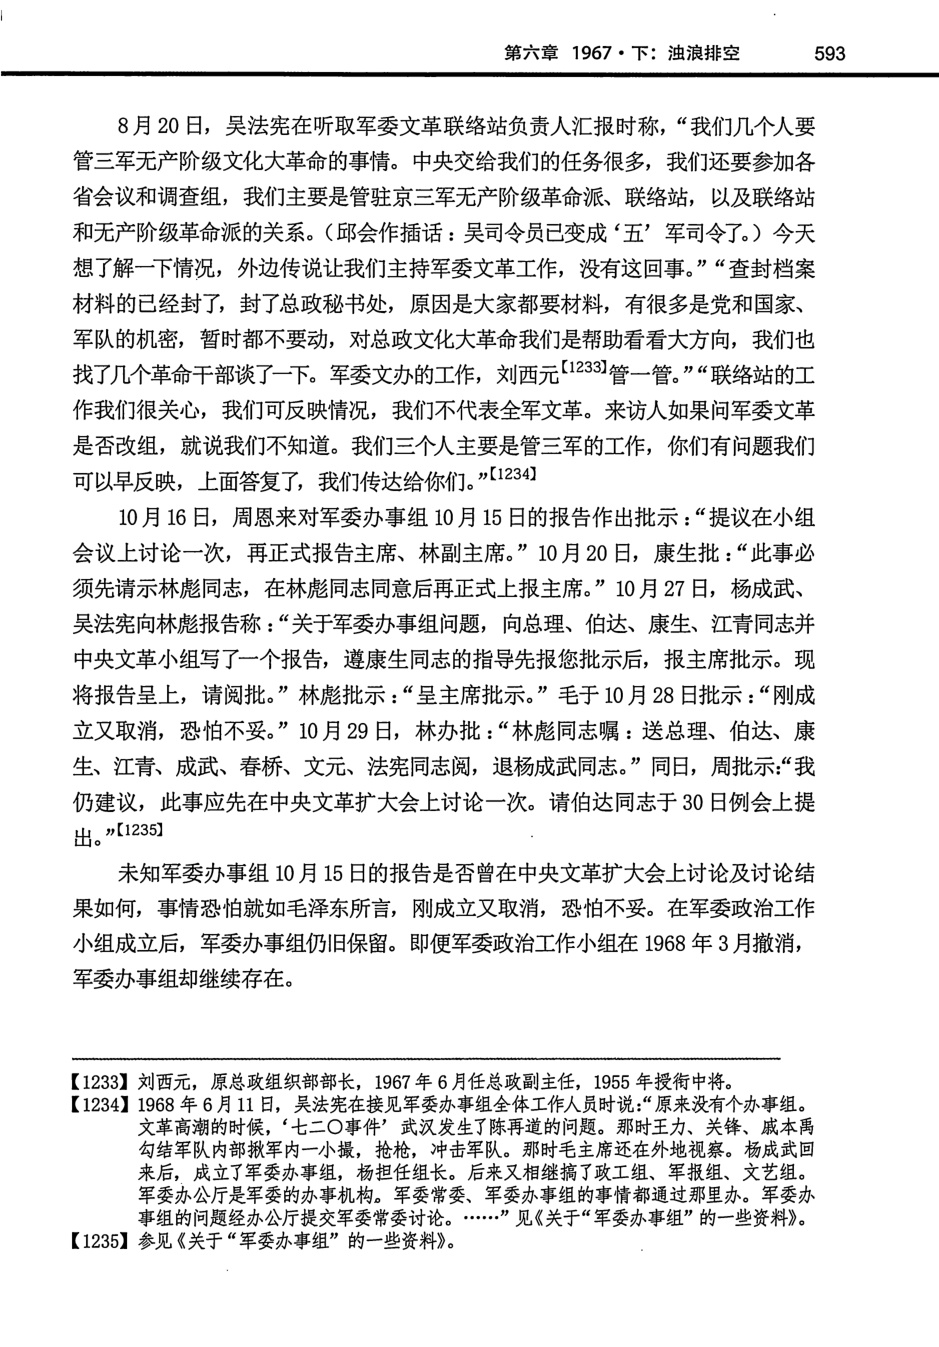 第六章 1967·下：浊浪排空 593
8月20日，吴法宪在听取军委文革联络站负责人汇报时称，“我们几个人要
管三军无产阶级文化大革命的事情。中央交给我们的任务很多，我们还要参加各
省会议和调查组，我们主要是管驻京三军无产阶级革命派、联络站，以及联络站
和无产阶级革命派的关系。（邱会作插话：吴司令员已变成‘五’军司令了。）今天
想了解一下情况，外边传说让我们主持军委文革工作，没有这回事。”“查封档案
材料的已经封了，封了总政秘书处，原因是大家都要材料，有很多是党和国家、
军队的机密，暂时都不要动，对总政文化大革命我们是帮助看看大方向，我们也
找了几个革命干部谈了一下。军委文办的工作，刘西元【1233】管一管。”“联络站的工
作我们很关心，我们可反映情况，我们不代表全军文革。来访人如果问军委文革
是否改组，就说我们不知道。我们三个人主要是管三军的工作，你们有问题我们
可以早反映，上面答复了，我们传达给你们。”【1234】
10月16日，周恩来对军委办事组10月15日的报告作出批示：“提议在小组
会议上讨论一次，再正式报告主席、林副主席。”10月20日，康生批：“此事必
须先请示林彪同志，在林彪同志同意后再正式上报主席。”10月27日，杨成武、
吴法宪向林彪报告称：“关于军委办事组问题，向总理、伯达、康生、江青同志并
中央文革小组写了一个报告，遵康生同志的指导先报您批示后，报主席批示。现
将报告呈上，请阅批。”林彪批示：“呈主席批示。”毛于10月28日批示：“刚成
立又取消，恐怕不妥。”10月29日，林办批：“林彪同志嘱：送总理、伯达、康
生、江青、成武、春桥、文元、法宪同志阅，退杨成武同志。”同日，周批示：“我
仍建议，此事应先在中央文革扩大会上讨论一次。请伯达同志于30日例会上提
出。”【1235】
未知军委办事组10月15日的报告是否曾在中央文革扩大会上讨论及讨论结
果如何，事情恐怕就如毛泽东所言，刚成立又取消，恐怕不妥。在军委政治工作
小组成立后，军委办事组仍旧保留。即便军委政治工作小组在1968年3月撤消，
军委办事组却继续存在。
【1233】刘西元，原总政组织部部长，1967年6月任总政副主任，1955年授衔中将。
【1234】1968年6月11日，吴法宪在接见军委办事组全体工作人员时说：“原来没有个办事组。
文革高潮的时候，‘七二〇事件’武汉发生了陈再道的问题。那时王力、关锋、戚本禹
勾结军队内部揪军内一小撮，抢枪，冲击军队。那时毛主席还在外地视察。杨成武回
来后，成立了军委办事组，杨担任组长。后来又相继搞了政工组、军报组、文艺组。
军委办公厅是军委的办事机构。军委常委、军委办事组的事情都通过那里办。军委办
事组的问题经办公厅提交军委常委讨论。……”见《关于“军委办事组”的一些资料》。
【1235】参见《关于“军委办事组”的一些资料》。